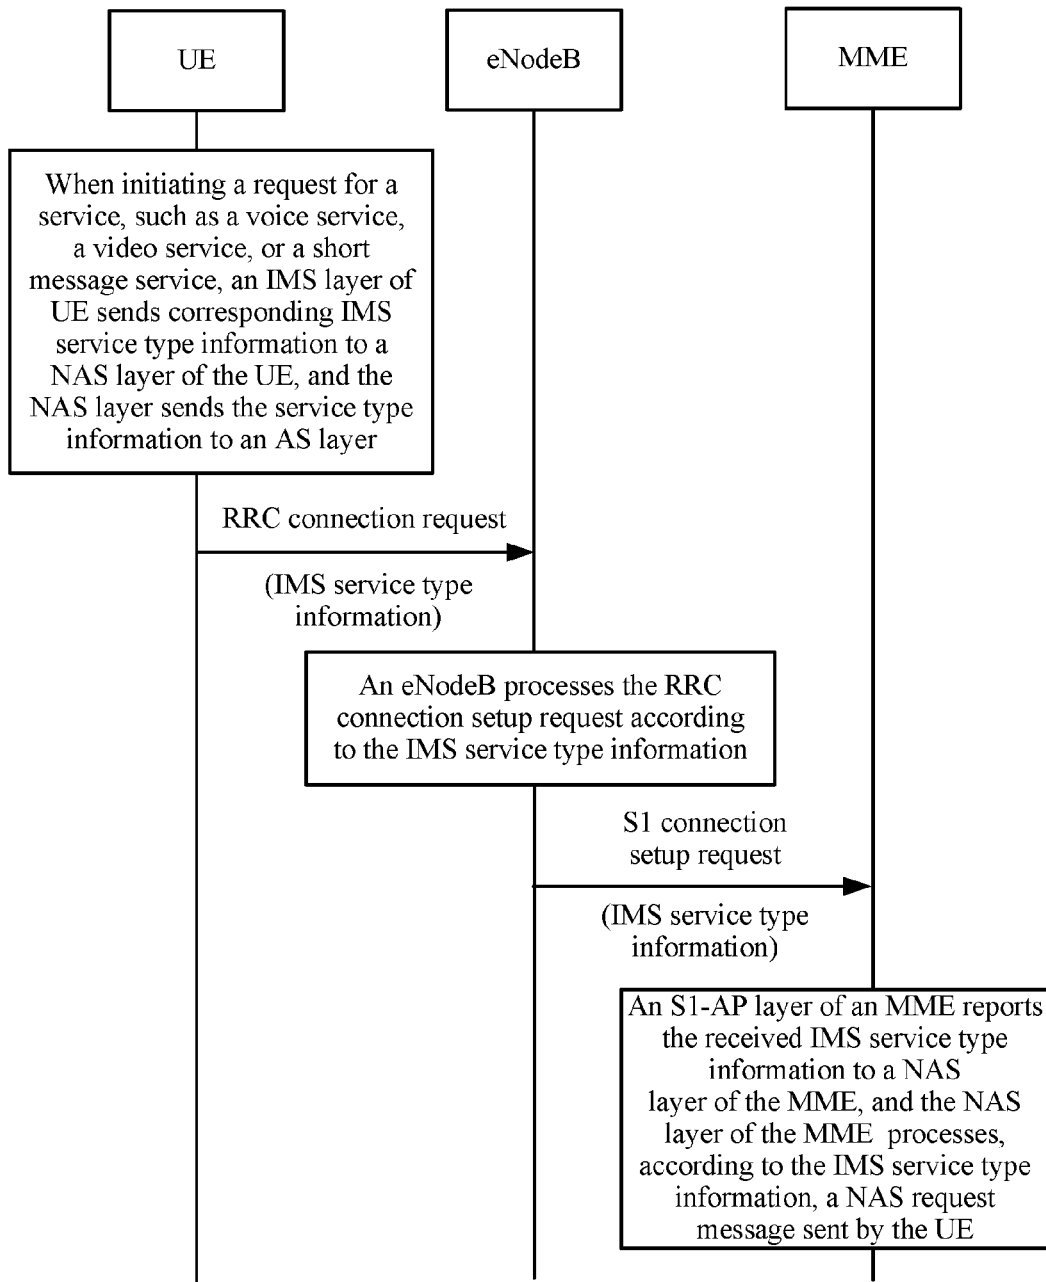 UE
eNodeB
MME
When initiating a request for a
service, such as a voice service,
a video service, or a short
message service, an IMS layer of
UE sends corresponding IMS
service type information to a
NAS layer of the UE, and the
NAS layer sends the service type
information to an AS layer
RRC connection request
(IMS service type
information)
An eNodeB processes the RRC
connection setup request according
to the IMS service type information
S1 connection
setup request
(IMS service type
information)
An S1-AP layer of an MME reports
the received IMS service type
information to a NAS
layer of the MME, and the NAS
layer of the MME processes,
according to the IMS service type
information, a NAS request
message sent by the UE